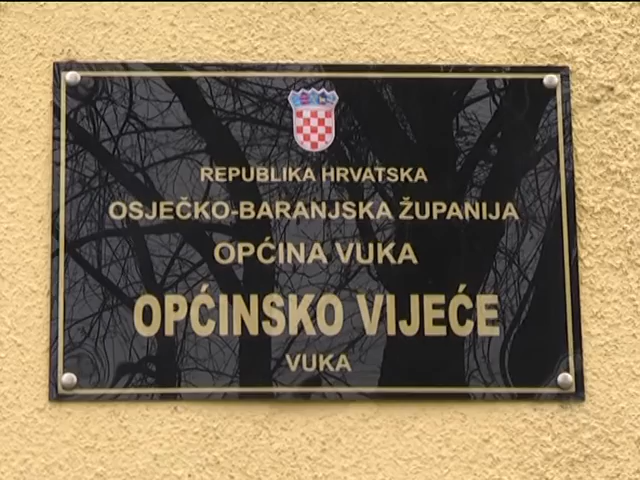 REPUBLIKA HRVATSKA
OSJEČKO-BARANJSKA ŽUPANIJA
OPĆINA VUKA
OPĆINSKO VIJEĆE
VUKA